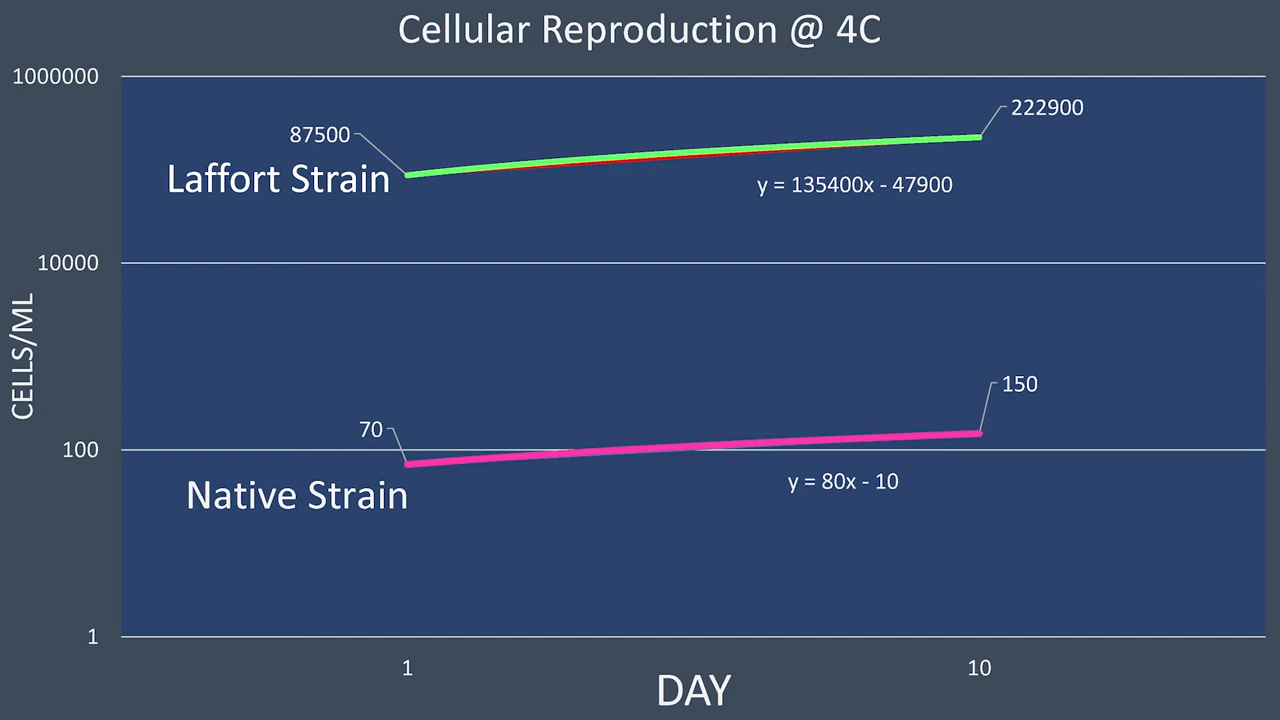 Cellular Reproduction @ 4C
1000000
222900
87500
Laffort Strain
y = 135400x - 47900
10000
CELLS/ML
150
70
100
y = 80x - 10
Native Strain
1
1
10
DAY